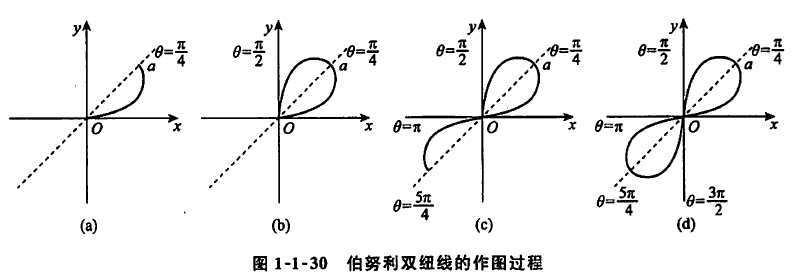 y
θ=π/4
a
O
x
(a)
y
θ=π/2
θ=π/4
a
O
x
(b)
y
θ=π/2
θ=π/4
a
θ=π
O
x
θ=5π/4
(c)
y
θ=π/2
θ=π/4
a
θ=π
O
x
θ=5π/4
θ=3π/2
(d)
图 1-1-30 伯努利双纽线的作图过程